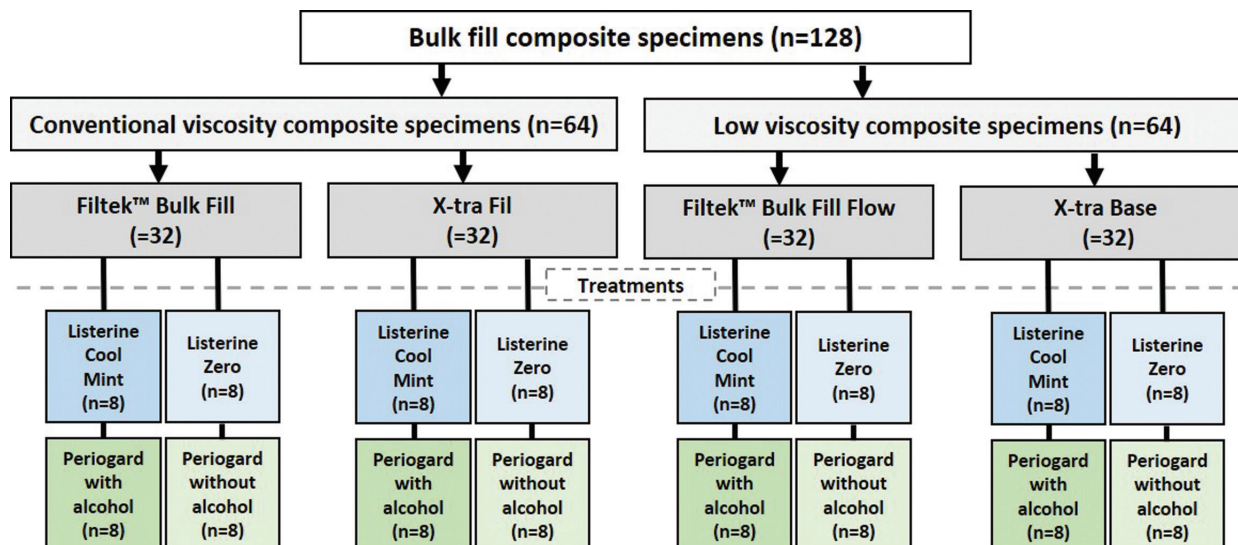 Bulk fill composite specimens (n=128)
Conventional viscosity composite specimens (n=64)
Low viscosity composite specimens (n=64)
Filtek™ Bulk Fill
(=32)
X-tra Fil
(=32)
Filtek™ Bulk Fill Flow
(=32)
X-tra Base
(=32)
Treatments
Listerine
Cool
Mint
(n=8)
Listerine
Zero
(n=8)
Listerine
Cool
Mint
(n=8)
Listerine
Zero
(n=8)
Listerine
Cool
Mint
(n=8)
Listerine
Zero
(n=8)
Listerine
Cool
Mint
(n=8)
Listerine
Zero
(n=8)
Periogard
with
alcohol
(n=8)
Periogard
without
alcohol
(n=8)
Periogard
with
alcohol
(n=8)
Periogard
without
alcohol
(n=8)
Periogard
with
alcohol
(n=8)
Periogard
without
alcohol
(n=8)
Periogard
with
alcohol
(n=8)
Periogard
without
alcohol
(n=8)